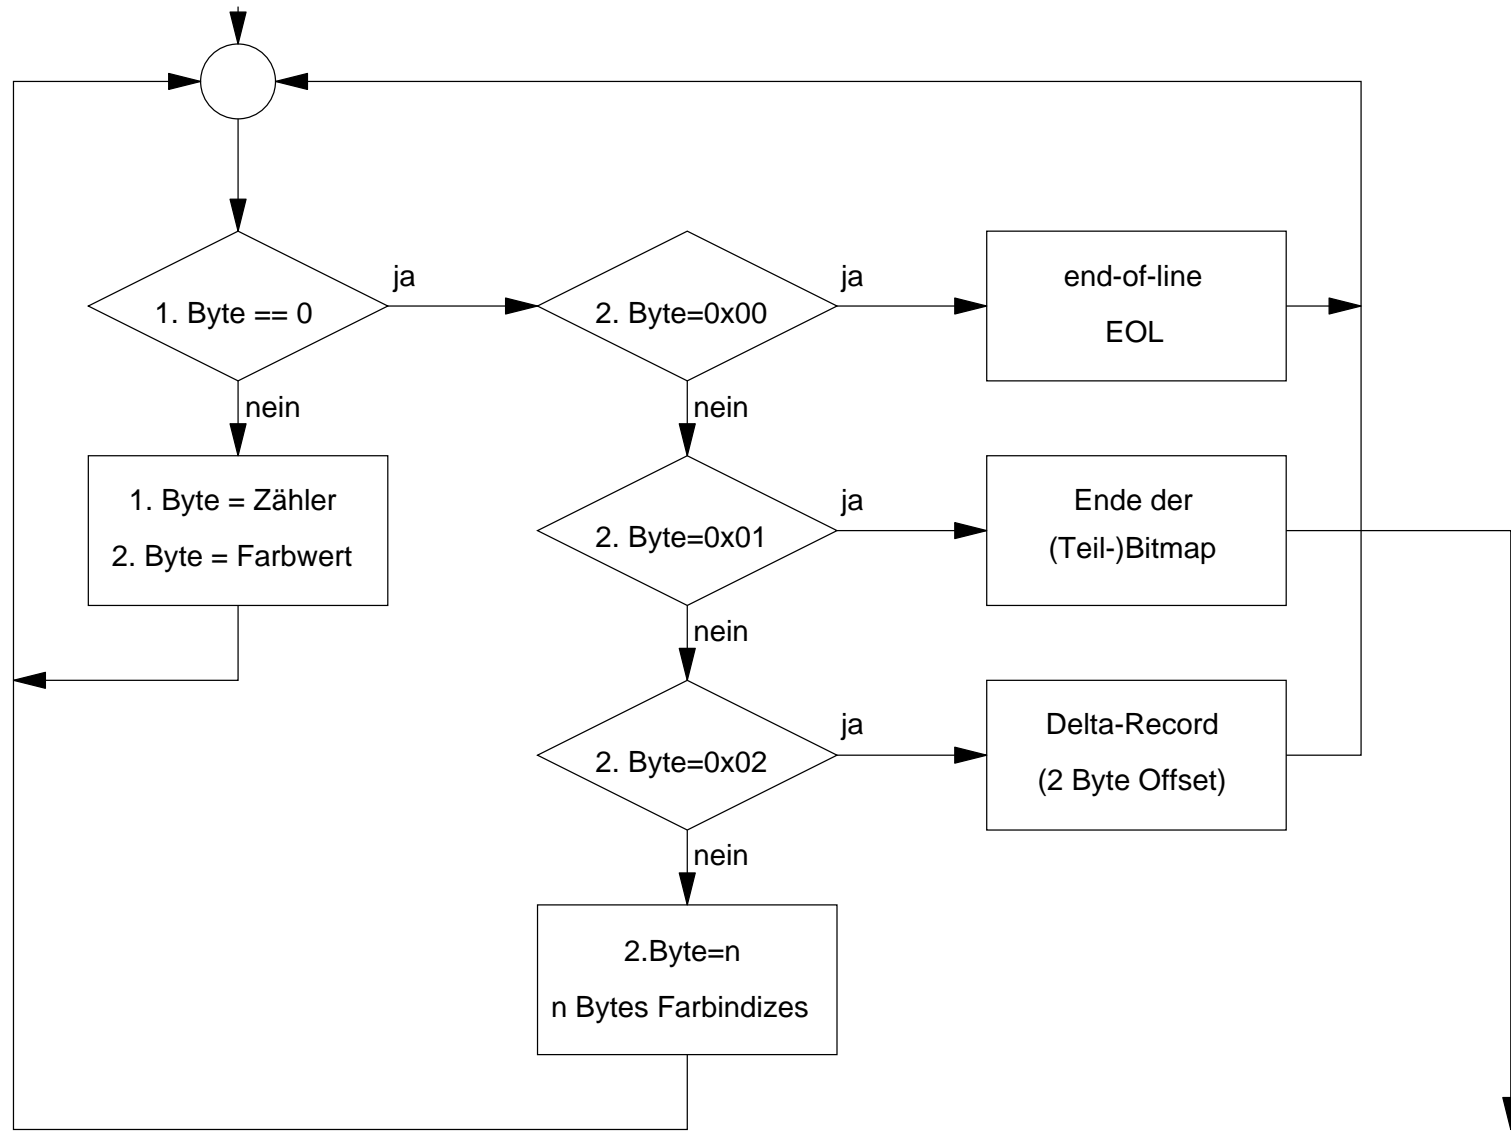 ja
ja
end-of-line
1. Byte == 0
2. Byte=0x00
EOL
nein
nein
1. Byte = Zähler
2. Byte = Farbwert
ja
Ende der
2. Byte=0x01
(Teil-)Bitmap
nein
ja
Delta-Record
2. Byte=0x02
(2 Byte Offset)
nein
2.Byte=n
n Bytes Farbindizes